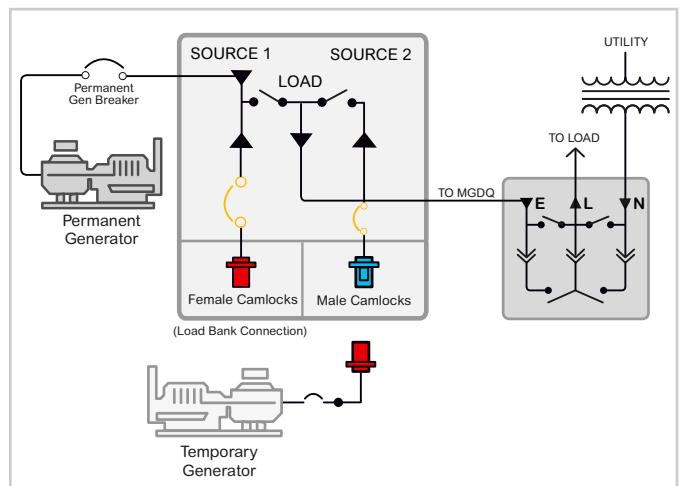 UTILITY
SOURCE 1
SOURCE 2
LOAD
Permanent
Gen Breaker
TO LOAD
TO MGDQ
E
L
N
Permanent
Generator
Female Camlocks
Male Camlocks
(Load Bank Connection)
Temporary
Generator